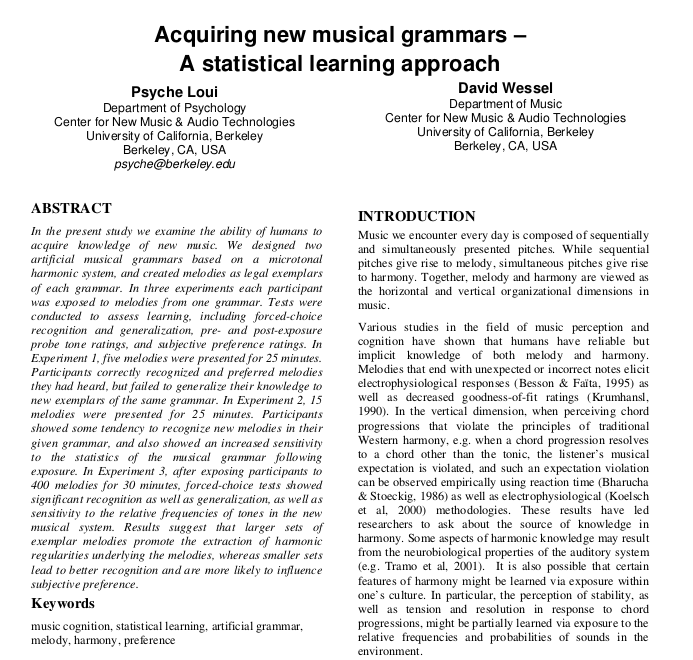 Acquiring new musical grammars –
A statistical learning approach
Psyche Loui
Department of Psychology
Center for New Music & Audio Technologies
University of California, Berkeley
Berkeley, CA, USA
psyche@berkeley.edu
David Wessel
Department of Music
Center for New Music & Audio Technologies
University of California, Berkeley
Berkeley, CA, USA
ABSTRACT
In the present study we examine the ability of humans to
acquire knowledge of new music. We designed two
artificial musical grammars based on a microtonal
harmonic system, and created melodies as legal exemplars
of each grammar. In three experiments each participant
was exposed to melodies from one grammar. Tests were
conducted to assess learning, including forced-choice
recognition and generalization, pre- and post-exposure
probe tone ratings, and subjective preference ratings. In
Experiment 1, five melodies were presented for 25 minutes.
Participants correctly recognized and preferred melodies
they had heard, but failed to generalize their knowledge to
new exemplars of the same grammar. In Experiment 2, 15
melodies were presented for 25 minutes. Participants
showed some tendency to recognize new melodies in their
given grammar, and also showed an increased sensitivity
to the statistics of the musical grammar following
exposure. In Experiment 3, after exposing participants to
400 melodies for 30 minutes, forced-choice tests showed
significant recognition as well as generalization, as well as
sensitivity to the relative frequencies of tones in the new
musical system. Results suggest that larger sets of
exemplar melodies promote the extraction of harmonic
regularities underlying the melodies, whereas smaller sets
lead to better recognition and are more likely to influence
subjective preference.
Keywords
music cognition, statistical learning, artificial grammar,
melody, harmony, preference
INTRODUCTION
Music we encounter every day is composed of sequentially
and simultaneously presented pitches. While sequential
pitches give rise to melody, simultaneous pitches give rise
to harmony. Together, melody and harmony are viewed as
the horizontal and vertical organizational dimensions in
music.
Various studies in the field of music perception and
cognition have shown that humans have reliable but
implicit knowledge of both melody and harmony.
Melodies that end with unexpected or incorrect notes elicit
electrophysiological responses (Besson & Faïta, 1995) as
well as decreased goodness-of-fit ratings (Krumhansl,
1990). In the vertical dimension, when perceiving chord
progressions that violate the principles of traditional
Western harmony, e.g. when a chord progression resolves
to a chord other than the tonic, the listener's musical
expectation is violated, and such an expectation violation
can be observed empirically using reaction time (Bharucha
& Stoeckig, 1986) as well as electrophysiological (Koelsch
et al, 2000) methodologies. These results have led
researchers to ask about the source of knowledge in
harmony. Some aspects of harmonic knowledge may result
from the neurobiological properties of the auditory system
(e.g. Tramo et al, 2001). It is also possible that certain
features of harmony might be learned via exposure within
one's culture. In particular, the perception of stability, as
well as tension and resolution in response to chord
progressions, might be partially learned via exposure to the
relative frequencies and probabilities of sounds in the
environment.